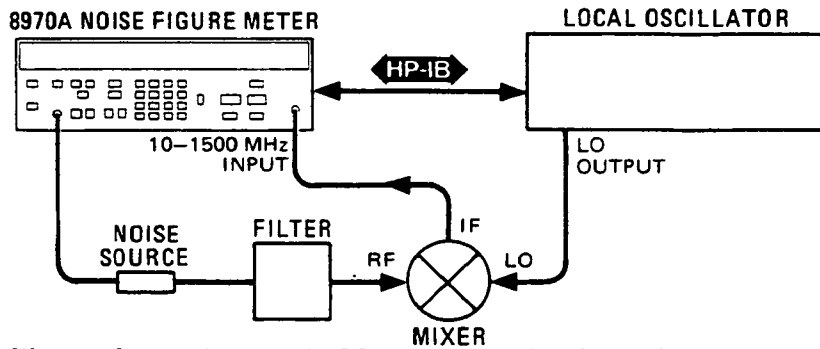 8970A NOISE FIGURE METER
LOCAL OSCILLATOR
HP-IB
10–1500 MHz
INPUT
LO
OUTPUT
NOISE
SOURCE
FILTER
IF
RF
LO
MIXER